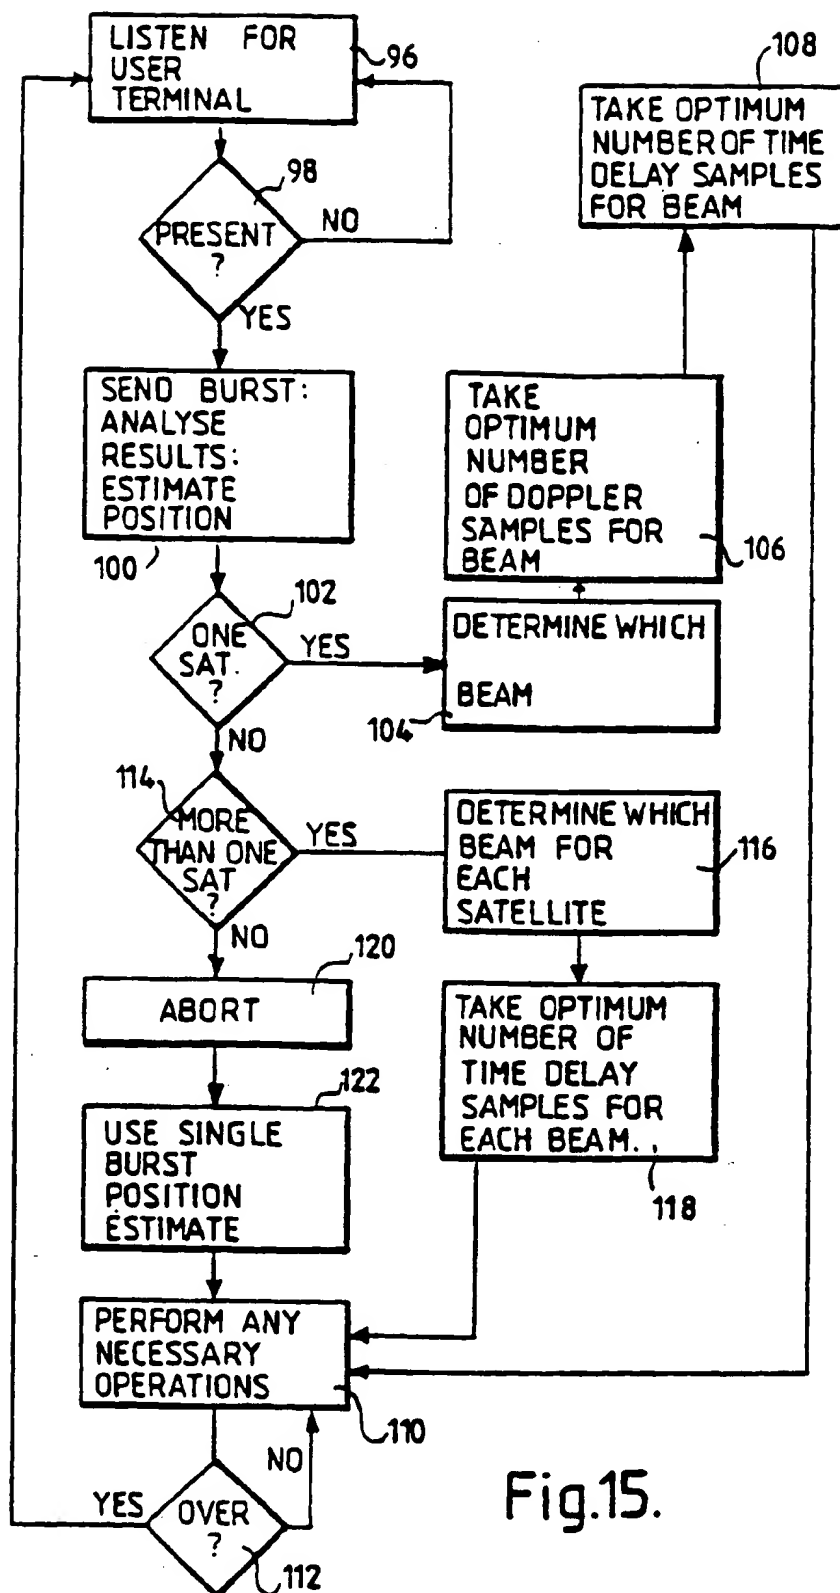 LISTEN FOR
USER
TERMINAL
96
98
PRESENT
?
NO
YES
SEND BURST:
ANALYSE
RESULTS:
ESTIMATE
POSITION
100
102
ONE
SAT.
?
YES
NO
DETERMINE WHICH
BEAM
104
TAKE
OPTIMUM
NUMBER
OF DOPPLER
SAMPLES FOR
BEAM
106
108
TAKE OPTIMUM
NUMBER OF TIME
DELAY SAMPLES
FOR BEAM
114
MORE
THAN ONE
SAT
?
YES
NO
DETERMINE WHICH
BEAM FOR
EACH
SATELLITE
116
TAKE OPTIMUM
NUMBER OF
TIME DELAY
SAMPLES FOR
EACH BEAM..
118
120
ABORT
122
USE SINGLE
BURST
POSITION
ESTIMATE
PERFORM ANY
NECESSARY
OPERATIONS
110
NO
YES
OVER
?
112
Fig.15.